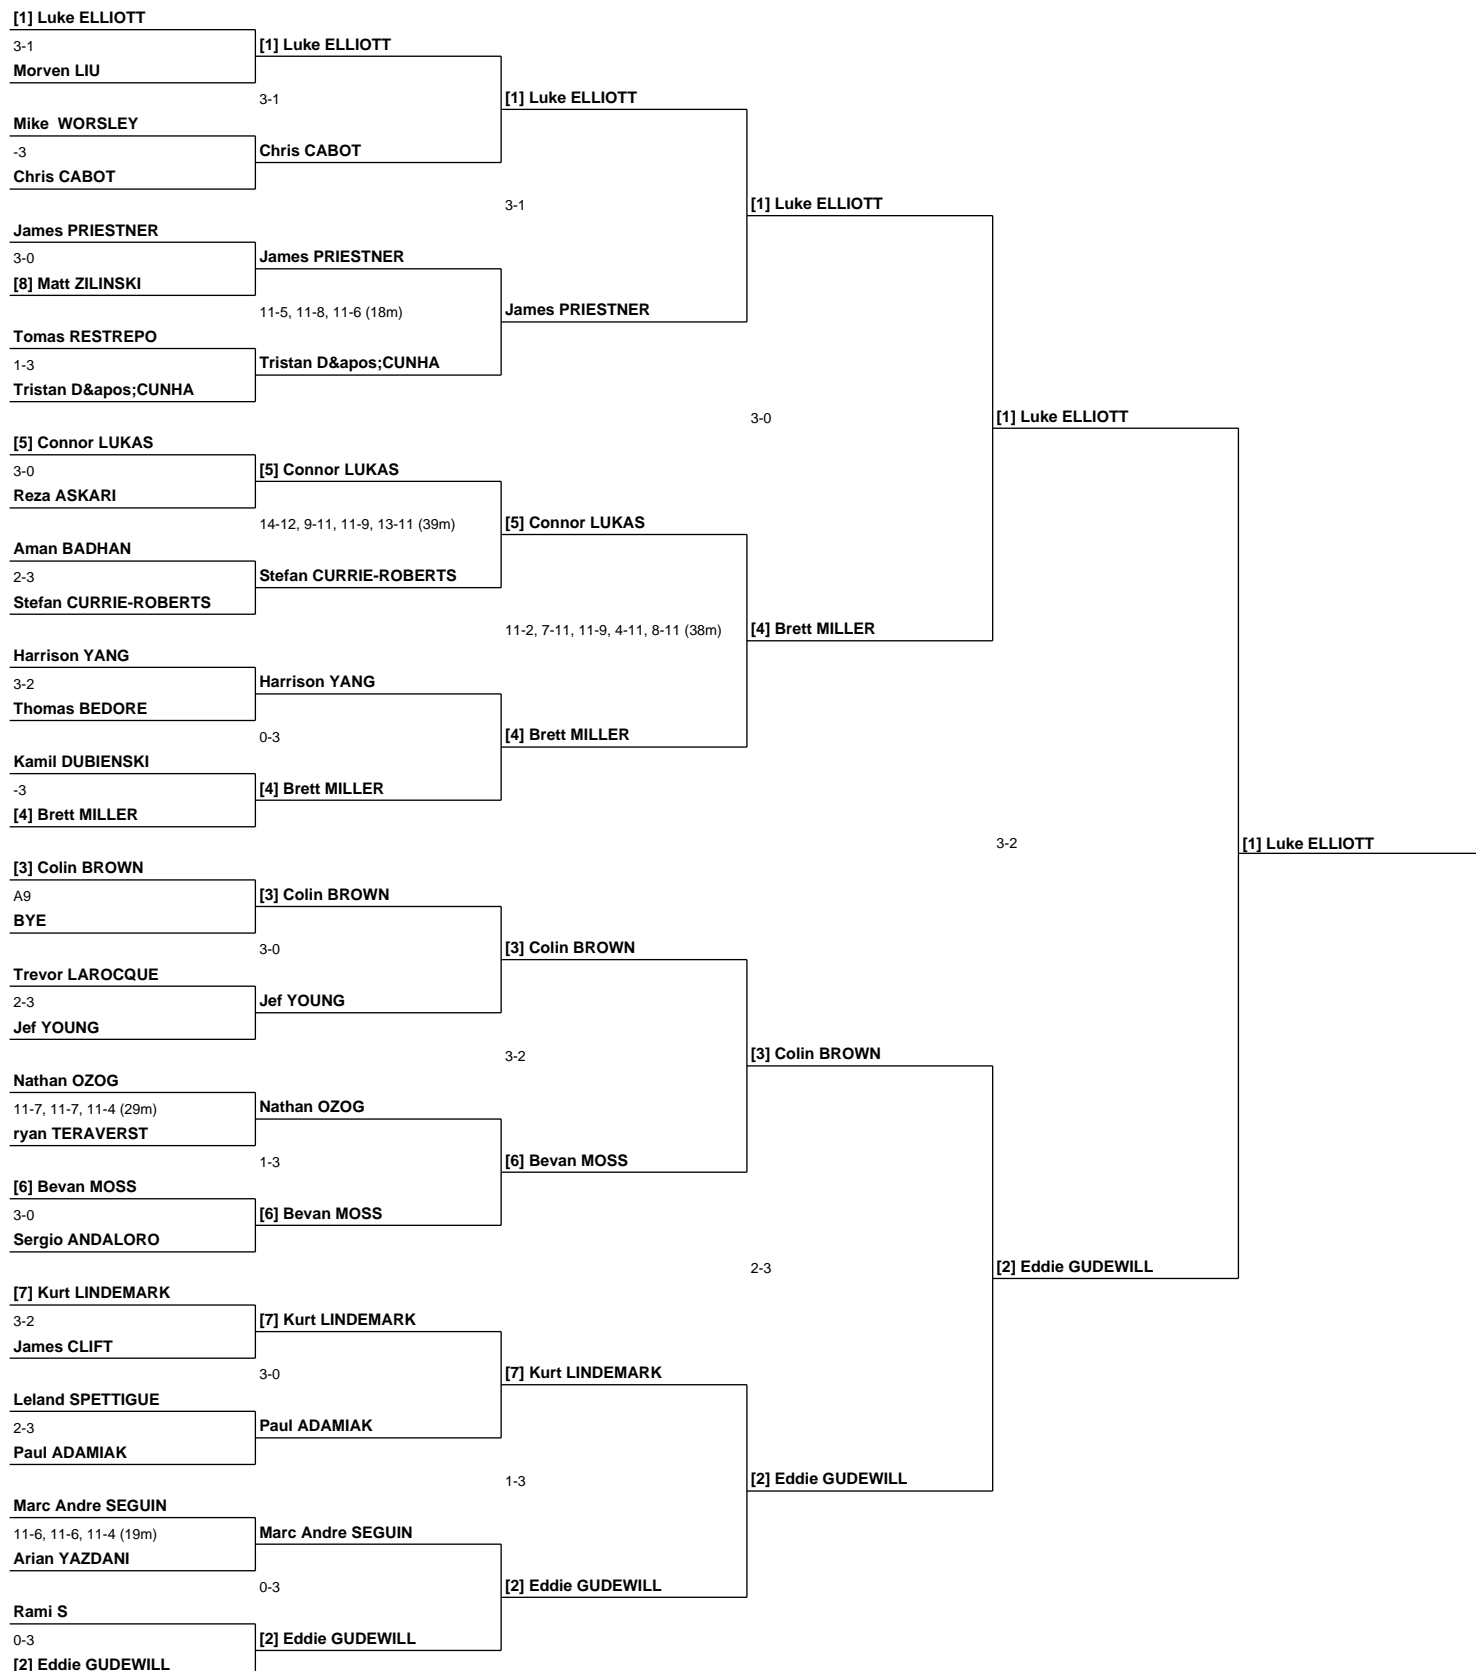 [1] Luke ELLIOTT
3-1
[1] Luke ELLIOTT
Morven LIU
3-1
[1] Luke ELLIOTT
Mike  WORSLEY
-3
Chris CABOT
Chris CABOT
3-1
[1] Luke ELLIOTT
James PRIESTNER
3-0
James PRIESTNER
[8] Matt ZILINSKI
11-5, 11-8, 11-6 (18m)
James PRIESTNER
Tomas RESTREPO
1-3
Tristan D&apos;CUNHA
Tristan D&apos;CUNHA
3-0
[1] Luke ELLIOTT
[5] Connor LUKAS
3-0
[5] Connor LUKAS
Reza ASKARI
14-12, 9-11, 11-9, 13-11 (39m)
[5] Connor LUKAS
Aman BADHAN
2-3
Stefan CURRIE-ROBERTS
Stefan CURRIE-ROBERTS
11-2, 7-11, 11-9, 4-11, 8-11 (38m)
[4] Brett MILLER
Harrison YANG
3-2
Harrison YANG
Thomas BEDORE
0-3
[4] Brett MILLER
Kamil DUBIENSKI
-3
[4] Brett MILLER
[4] Brett MILLER
3-2
[1] Luke ELLIOTT
[3] Colin BROWN
A9
[3] Colin BROWN
BYE
3-0
[3] Colin BROWN
Trevor LAROCQUE
2-3
Jef YOUNG
Jef YOUNG
3-2
[3] Colin BROWN
Nathan OZOG
11-7, 11-7, 11-4 (29m)
Nathan OZOG
ryan TERAVERST
1-3
[6] Bevan MOSS
[6] Bevan MOSS
3-0
[6] Bevan MOSS
Sergio ANDALORO
2-3
[2] Eddie GUDEWILL
[7] Kurt LINDEMARK
3-2
[7] Kurt LINDEMARK
James CLIFT
3-0
[7] Kurt LINDEMARK
Leland SPETTIGUE
2-3
Paul ADAMIAK
Paul ADAMIAK
1-3
[2] Eddie GUDEWILL
Marc Andre SEGUIN
11-6, 11-6, 11-4 (19m)
Marc Andre SEGUIN
Arian YAZDANI
0-3
[2] Eddie GUDEWILL
Rami S
0-3
[2] Eddie GUDEWILL
[2] Eddie GUDEWILL